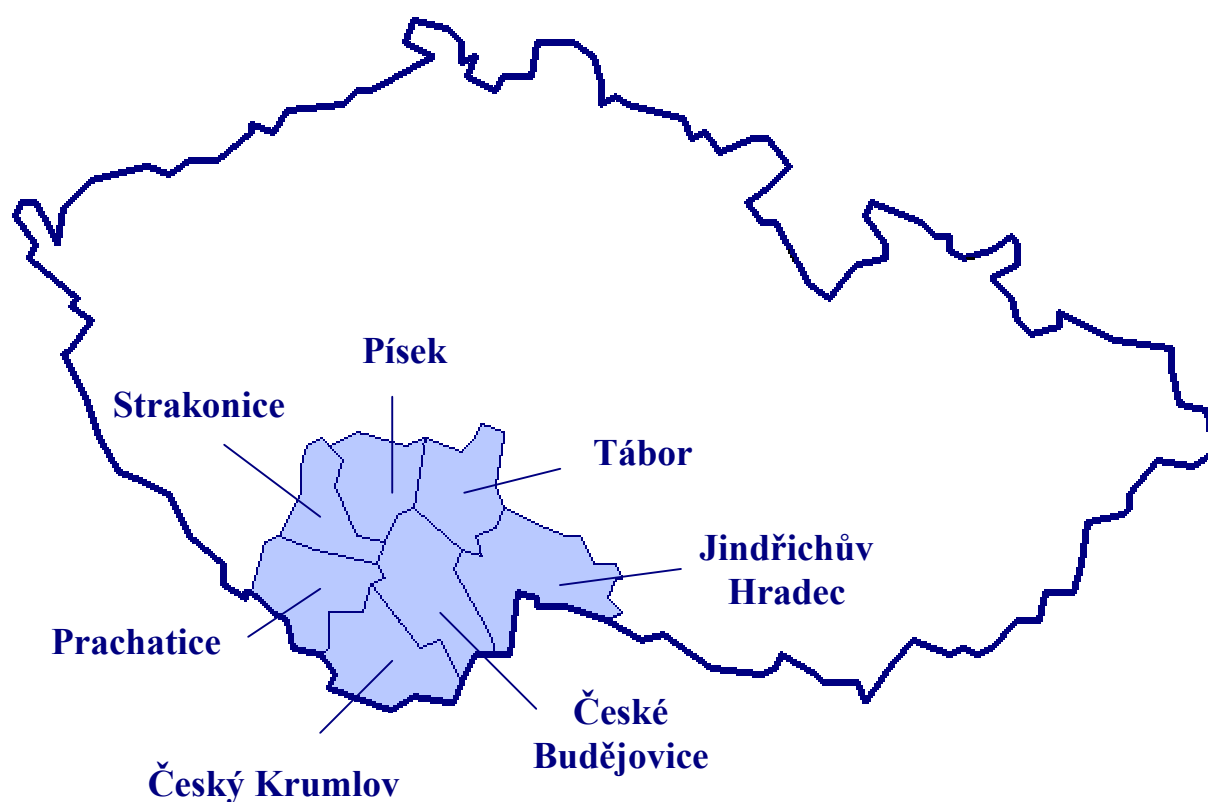 Písek
Strakonice
Tábor
Jindřichův
Hradec
Prachatice
České
Budějovice
Český Krumlov